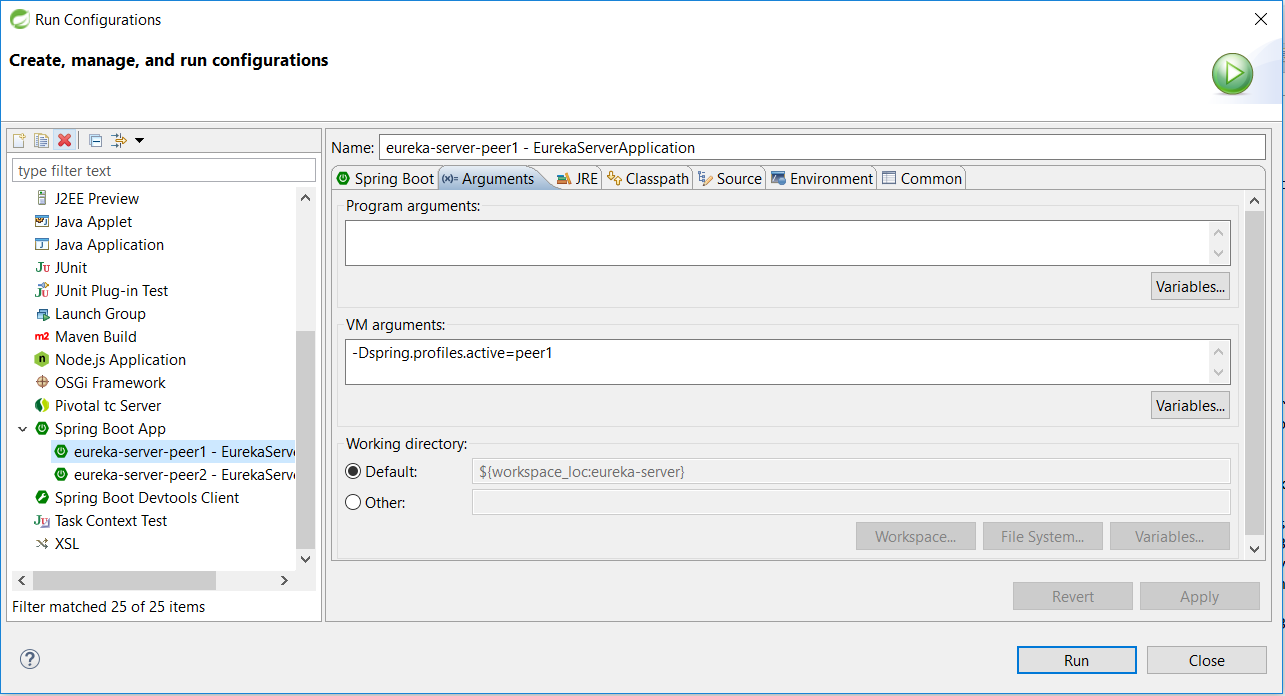 Run Configurations
Create, manage, and run configurations
type filter text
J2EE Preview
Java Applet
Java Application
JUnit
JUnit Plug-in Test
Launch Group
Maven Build
Node.js Application
OSGi Framework
Pivotal tc Server
Spring Boot App
eureka-server-peer1 - EurekaServe
eureka-server-peer2 - EurekaServe
Spring Boot Devtools Client
Task Context Test
XSL
Filter matched 25 of 25 items
Name: eureka-server-peer1 - EurekaServerApplication
Spring Boot (x)= Arguments JRE Classpath Source Environment Common
Program arguments:
Variables...
VM arguments:
-Dspring.profiles.active=peer1
Variables...
Working directory:
Default: ${workspace_loc:eureka-server}
Other:
Workspace... File System... Variables...
Revert Apply
Run Close